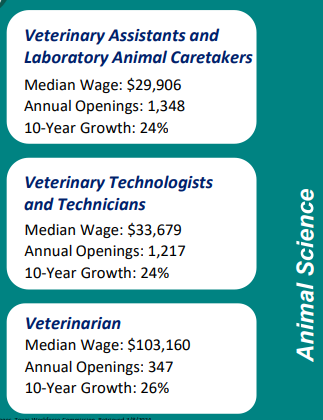 Veterinary Assistants and
Laboratory Animal Caretakers
Median Wage: $29,906
Annual Openings: 1,348
10-Year Growth: 24%
Veterinary Technologists
and Technicians
Median Wage: $33,679
Annual Openings: 1,217
10-Year Growth: 24%
Veterinarian
Median Wage: $103,160
Annual Openings: 347
10-Year Growth: 26%
Animal Science